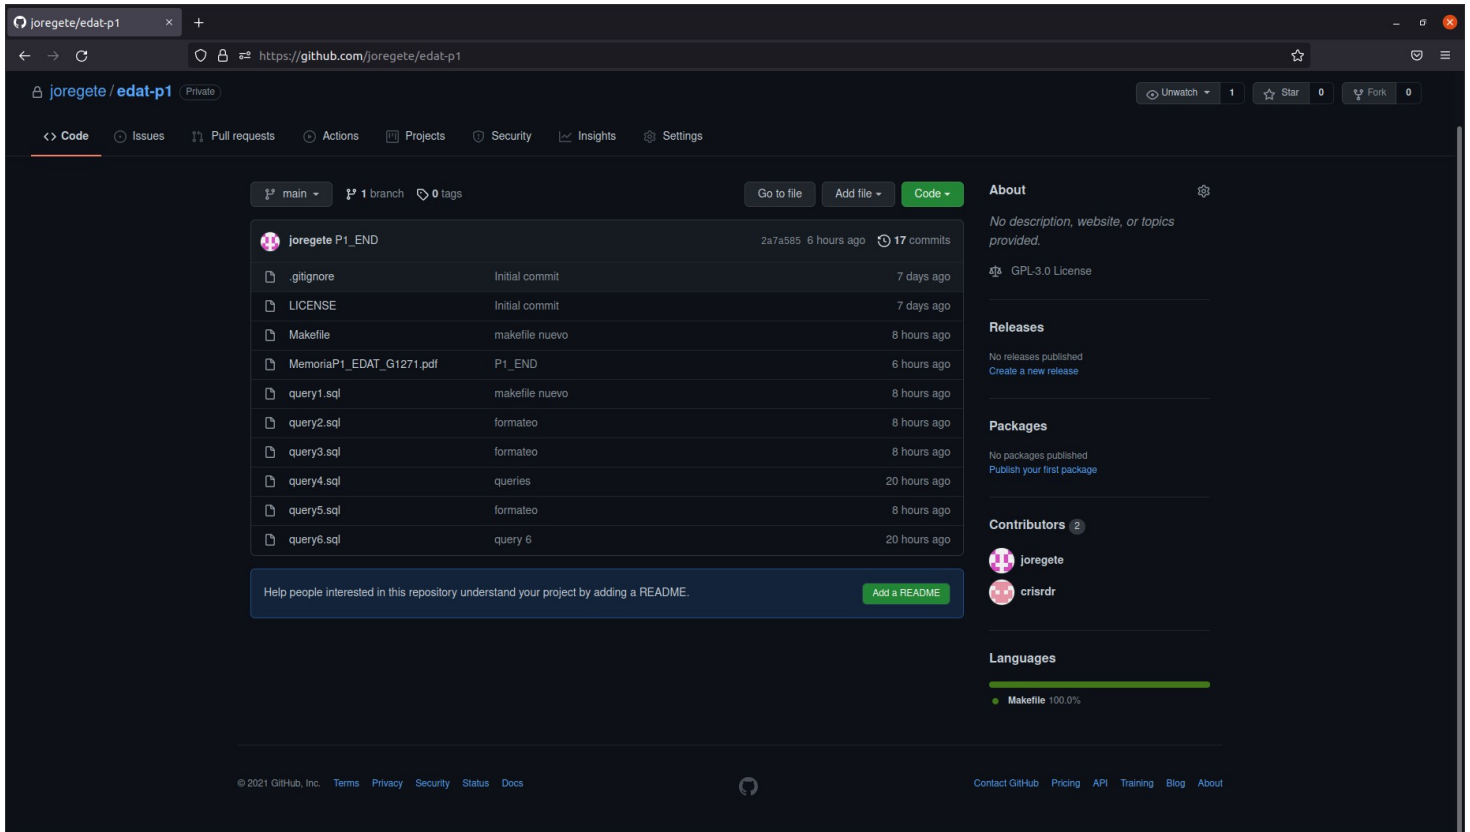 joregete/edat-p1
https://github.com/joregete/edat-p1
joregete / edat-p1 Private
Unwatch 1 Star 0 Fork 0
<> Code Issues Pull requests Actions Projects Security Insights Settings
main 1 branch 0 tags Go to file Add file Code
joregete P1_END 2a7a585 6 hours ago 17 commits
.gitignore Initial commit 7 days ago
LICENSE Initial commit 7 days ago
Makefile makefile nuevo 8 hours ago
MemoriaP1_EDAT_G1271.pdf P1_END 6 hours ago
query1.sql makefile nuevo 8 hours ago
query2.sql formateo 8 hours ago
query3.sql formateo 8 hours ago
query4.sql queries 20 hours ago
query5.sql formateo 8 hours ago
query6.sql query 6 20 hours ago
Help people interested in this repository understand your project by adding a README. Add a README
About
No description, website, or topics
provided.
GPL-3.0 License
Releases
No releases published
Create a new release
Packages
No packages published
Publish your first package
Contributors 2
joregete
crisrdr
Languages
Makefile 100.0%
© 2021 GitHub, Inc. Terms Privacy Security Status Docs
Contact GitHub Pricing API Training Blog About